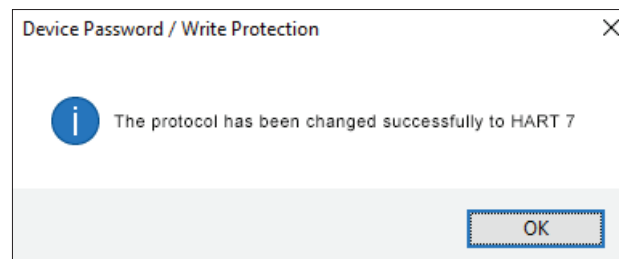 Device Password / Write Protection
The protocol has been changed successfully to HART 7
OK